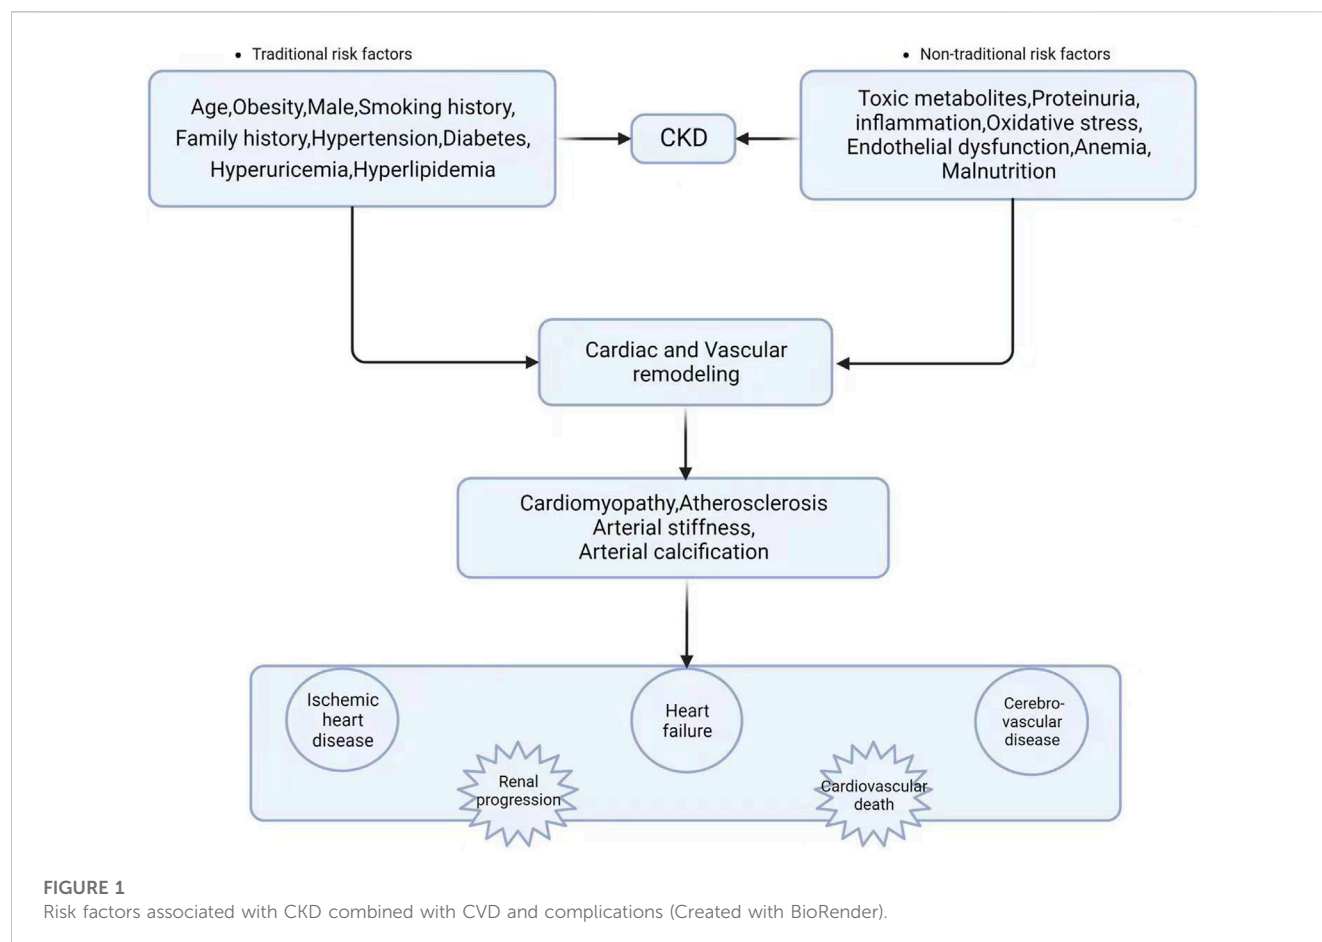 • Traditional risk factors
• Non-traditional risk factors
Age,Obesity,Male,Smoking history,
Family history,Hypertension,Diabetes,
Hyperuricemia,Hyperlipidemia
CKD
Toxic metabolites,Proteinuria,
inflammation,Oxidative stress,
Endothelial dysfunction,Anemia,
Malnutrition
Cardiac and Vascular
remodeling
Cardiomyopathy,Atherosclerosis
Arterial stiffness,
Arterial calcification
Ischemic
heart
disease
Heart
failure
Cerebro-
vascular
disease
Renal
progression
Cardiovascular
death
FIGURE 1
Risk factors associated with CKD combined with CVD and complications (Created with BioRender).